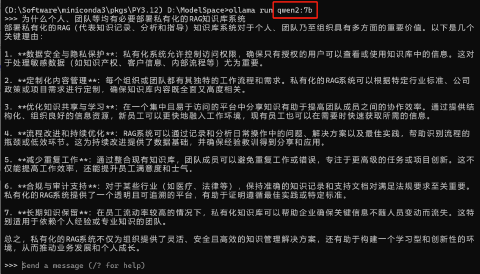 (D:\Software\miniconda3\pkgs\PY3.12) D:\ModelSpace>ollama run qwen2:7b
>>> 为什么个人、团队等均有必要部署私有化的RAG知识库系统
部署私有化的RAG（代表知识记录、分析和指导）知识库系统对于个人、团队乃至组织具有多方面的重要价值。以下是几个
关键理由：
1. **数据安全与隐私保护**：私有化系统允许控制访问权限，确保只有授权的用户可以查看或使用知识库中的信息。这对
于处理敏感数据（如知识产权、客户信息、内部流程等）尤为重要。
2. **定制化内容管理**：每个组织或团队都有其独特的工作流程和需求。私有化的RAG系统可以根据特定行业标准、公司
政策或项目需求进行定制，确保知识库内容既全面又高度相关。
3. **优化知识共享与学习**：在一个集中且易于访问的平台中分享知识有助于提高团队成员之间的协作效率。通过提供结
构化、组织良好的信息资源，新员工可以更快地融入工作环境，现有员工也可以在需要时快速获取所需的信息。
4. **流程改进和持续优化**：RAG系统可以通过记录和分析日常操作中的问题、解决方案以及最佳实践，帮助识别流程的
瓶颈或低效环节。这为持续改进提供了数据基础，并确保经验教训得到分享和应用。
5. **减少重复工作**：通过整合现有知识库，团队成员可以避免重复工作或错误，专注于更高级的任务或项目创新。这不
仅能提高工作效率，还能提升员工满意度和士气。
6. **合规与审计支持**：对于某些行业（如医疗、法律等），保持准确的知识记录和支持文档对满足法规要求至关重要。
私有化的RAG系统提供了一个透明且可追溯的平台，有助于证明遵循最佳实践或特定标准。
7. **长期知识保留**：在员工流动率较高的情况下，私有化知识库可以帮助企业确保关键信息不随人员变动而流失。这特
别适用于依赖个人经验或专业知识的团队。
总之，私有化的RAG系统不仅为组织提供了灵活、安全且高效的知识管理解决方案，还有助于构建一个学习型和创新性的环
境，从而推动业务发展和个人成长。
>>> Send a message (/? for help)